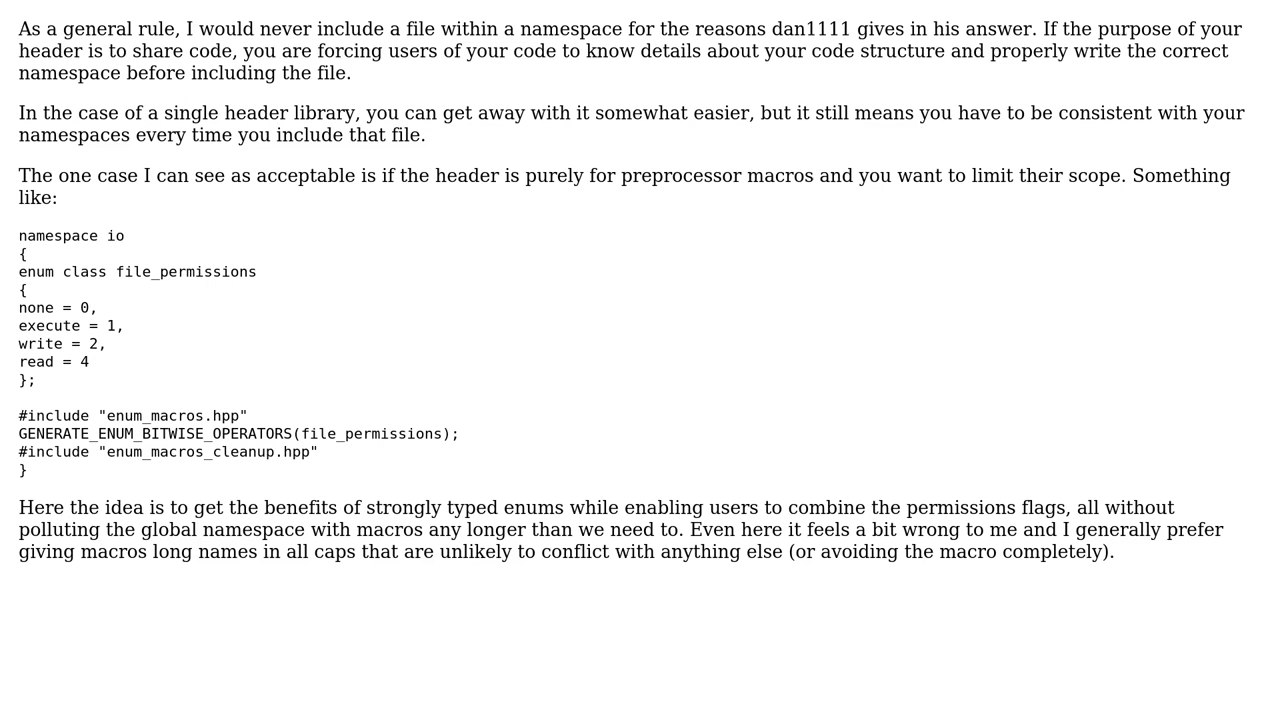 As a general rule, I would never include a file within a namespace for the reasons dan1111 gives in his answer. If the purpose of your
header is to share code, you are forcing users of your code to know details about your code structure and properly write the correct
namespace before including the file.
In the case of a single header library, you can get away with it somewhat easier, but it still means you have to be consistent with your
namespaces every time you include that file.
The one case I can see as acceptable is if the header is purely for preprocessor macros and you want to limit their scope. Something
like:
namespace io
{
enum class file_permissions
{
none = 0,
execute = 1,
write = 2,
read = 4
};
#include "enum_macros.hpp"
GENERATE_ENUM_BITWISE_OPERATORS(file_permissions);
#include "enum_macros_cleanup.hpp"
}
Here the idea is to get the benefits of strongly typed enums while enabling users to combine the permissions flags, all without
polluting the global namespace with macros any longer than we need to. Even here it feels a bit wrong to me and I generally prefer
giving macros long names in all caps that are unlikely to conflict with anything else (or avoiding the macro completely).